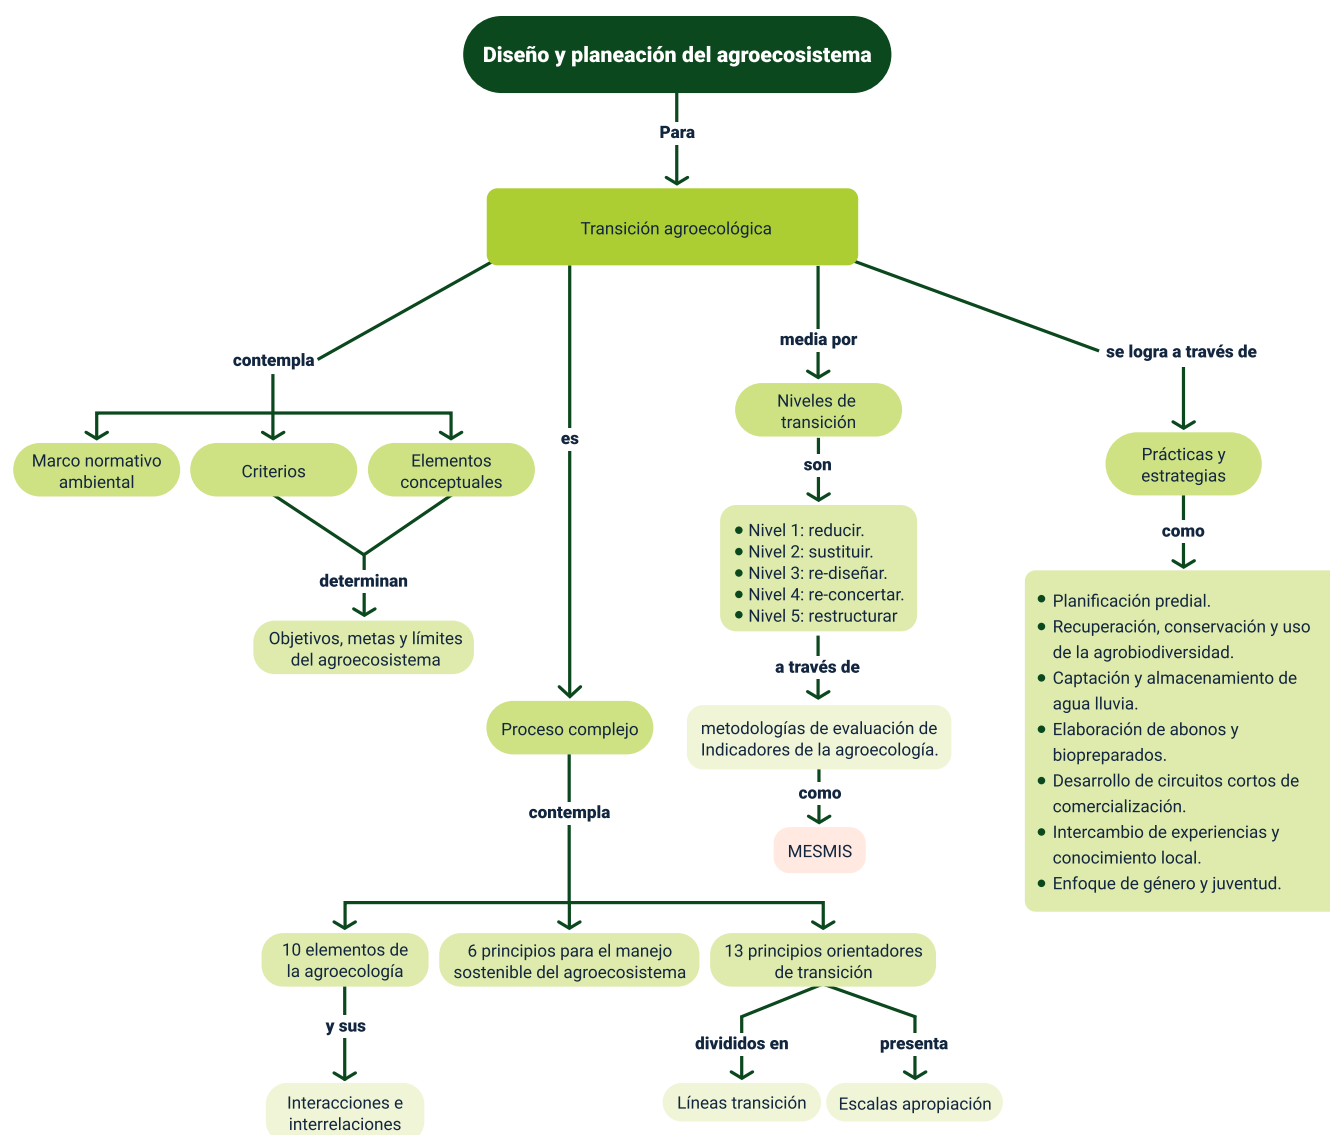 Diseño y planeación del agroecosistema
Para
Transición agroecológica
contempla
Marco normativo
ambiental
Criterios
Elementos
conceptuales
determinan
Objetivos, metas y límites
del agroecosistema
es
Proceso complejo
contempla
10 elementos de
la agroecología
y sus
Interacciones e
interrelaciones
6 principios para el manejo
sostenible del agroecosistema
13 principios orientadores
de transición
divididos en
Líneas transición
presenta
Escalas apropiación
media por
Niveles de
transición
son
Nivel 1: reducir.
Nivel 2: sustituir.
Nivel 3: re-diseñar.
Nivel 4: re-concertar.
Nivel 5: restructurar
a través de
metodologías de evaluación de
Indicadores de la agroecología.
como
MESMIS
se logra a través de
Prácticas y
estrategias
como
Planificación predial.
Recuperación, conservación y uso
de la agrobiodiversidad.
Captación y almacenamiento de
agua lluvia.
Elaboración de abonos y
biopreparados.
Desarrollo de circuitos cortos de
comercialización.
Intercambio de experiencias y
conocimiento local.
Enfoque de género y juventud.